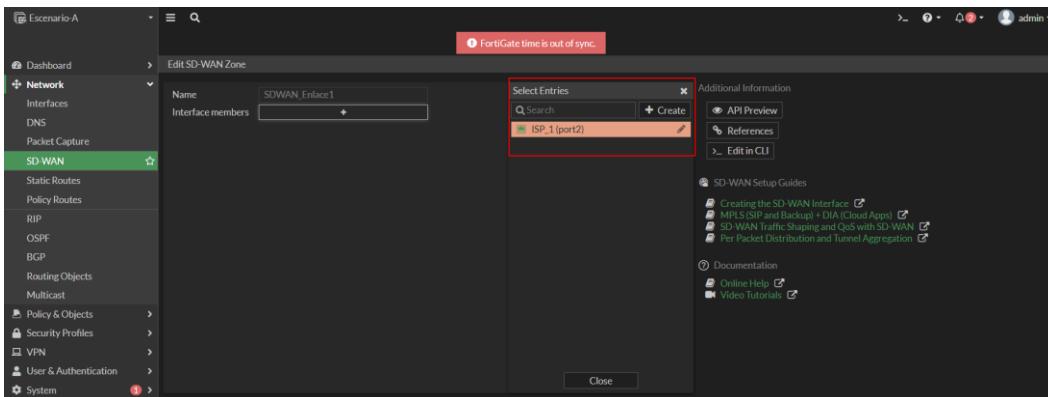 Escenario-A
admin
FortiGate time is out of sync.
Dashboard
Network
Interfaces
DNS
Packet Capture
SD-WAN
Static Routes
Policy Routes
RIP
OSPF
BGP
Routing Objects
Multicast
Policy & Objects
Security Profiles
VPN
User & Authentication
System
1
Edit SD-WAN Zone
Name SDWAN_Enlace1
Interface members
+
Select Entries
Search
+ Create
ISP_1 (port2)
Close
Additional Information
API Preview
References
>_ Edit in CLI
SD-WAN Setup Guides
Creating the SD-WAN Interface
MPLS (SIP and Backup) + DIA (Cloud Apps)
SD-WAN Traffic Shaping and QoS with SD-WAN
Per Packet Distribution and Tunnel Aggregation
Documentation
Online Help
Video Tutorials